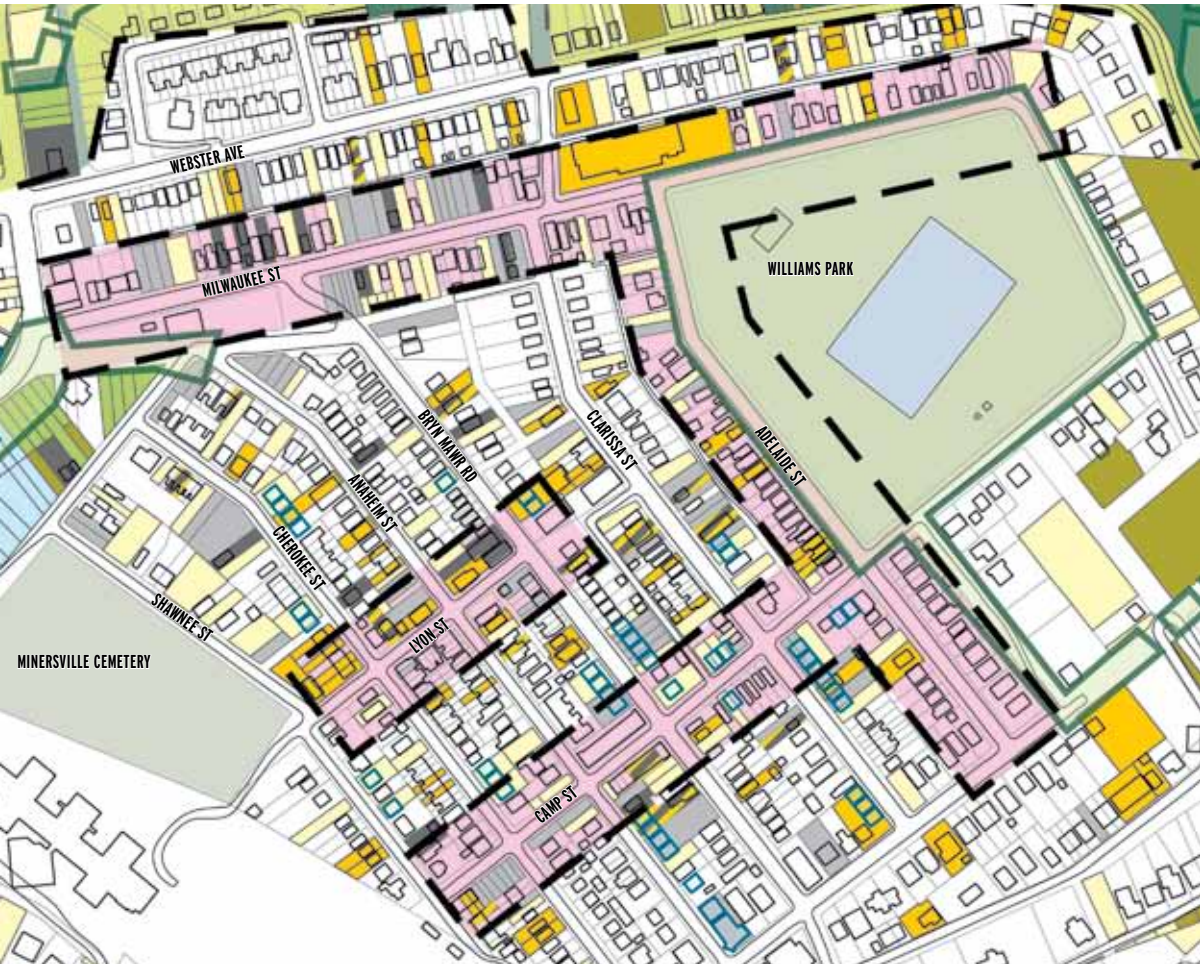 WEBSTER AVE
MILWAUKEE ST
WILLIAMS PARK
BRYN MAWR RD
CLARISSA ST
ADELAIDE ST
ANAHEIM ST
CHEROKEE ST
SHAWNEE ST
LYON ST
MINERSVILLE CEMETERY
CAMP ST